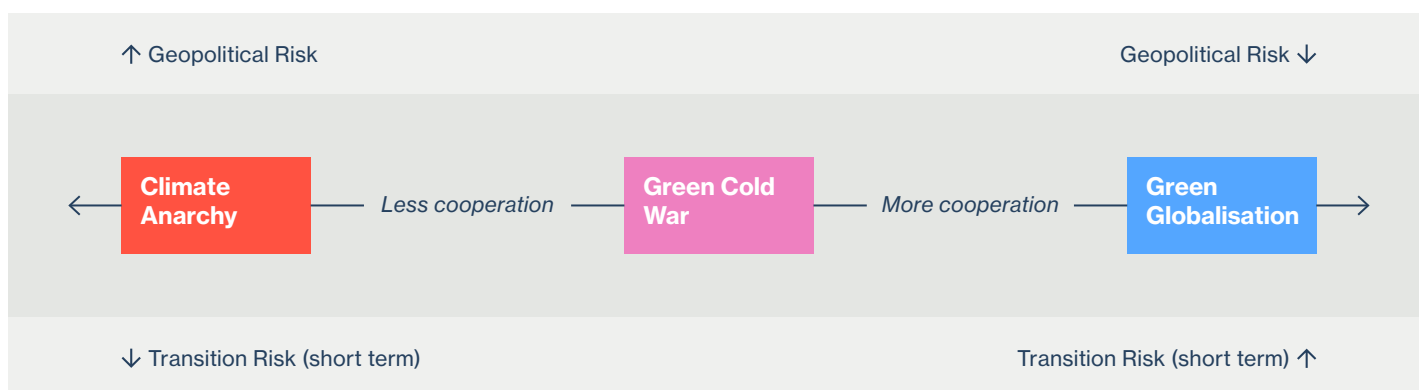 ↑ Geopolitical Risk
Geopolitical Risk ↓
Climate
Anarchy
Less cooperation
Green Cold
War
More cooperation
Green
Globalisation
↓ Transition Risk (short term)
Transition Risk (short term) ↑